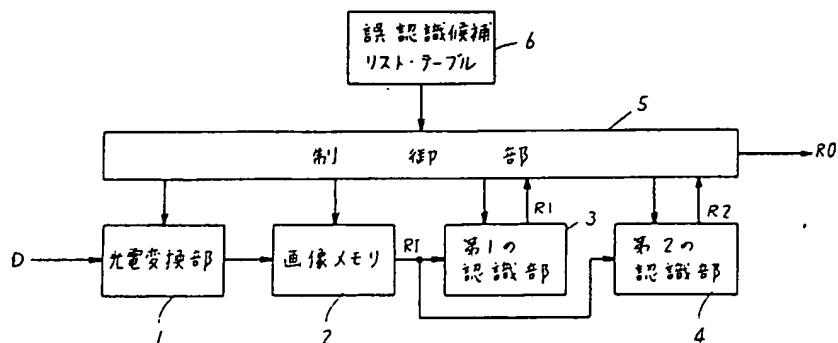 誤認識候補
リスト・テーブル
6
5
制御部
RO
R1
3
R2
D
光電変換部
画像メモリ
RI
第1の
認識部
第2の
認識部
1
2
4